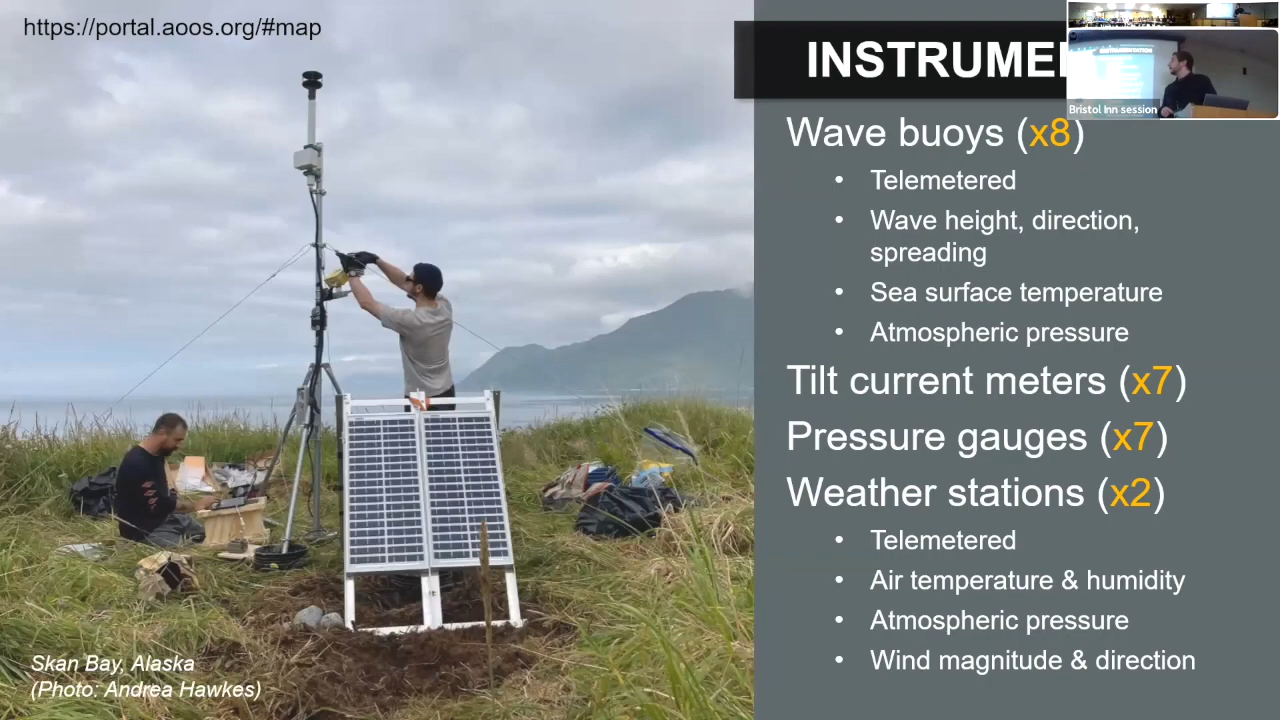 https://portal.aoos.org/#map
INSTRUME
INSTRUMENTATION
Bristol Inn session
Wave buoys (x8)
• Telemetered
• Wave height, direction,
spreading
• Sea surface temperature
• Atmospheric pressure
Tilt current meters (x7)
Pressure gauges (x7)
Weather stations (x2)
• Telemetered
• Air temperature & humidity
• Atmospheric pressure
• Wind magnitude & direction
Skan Bay, Alaska
(Photo: Andrea Hawkes)